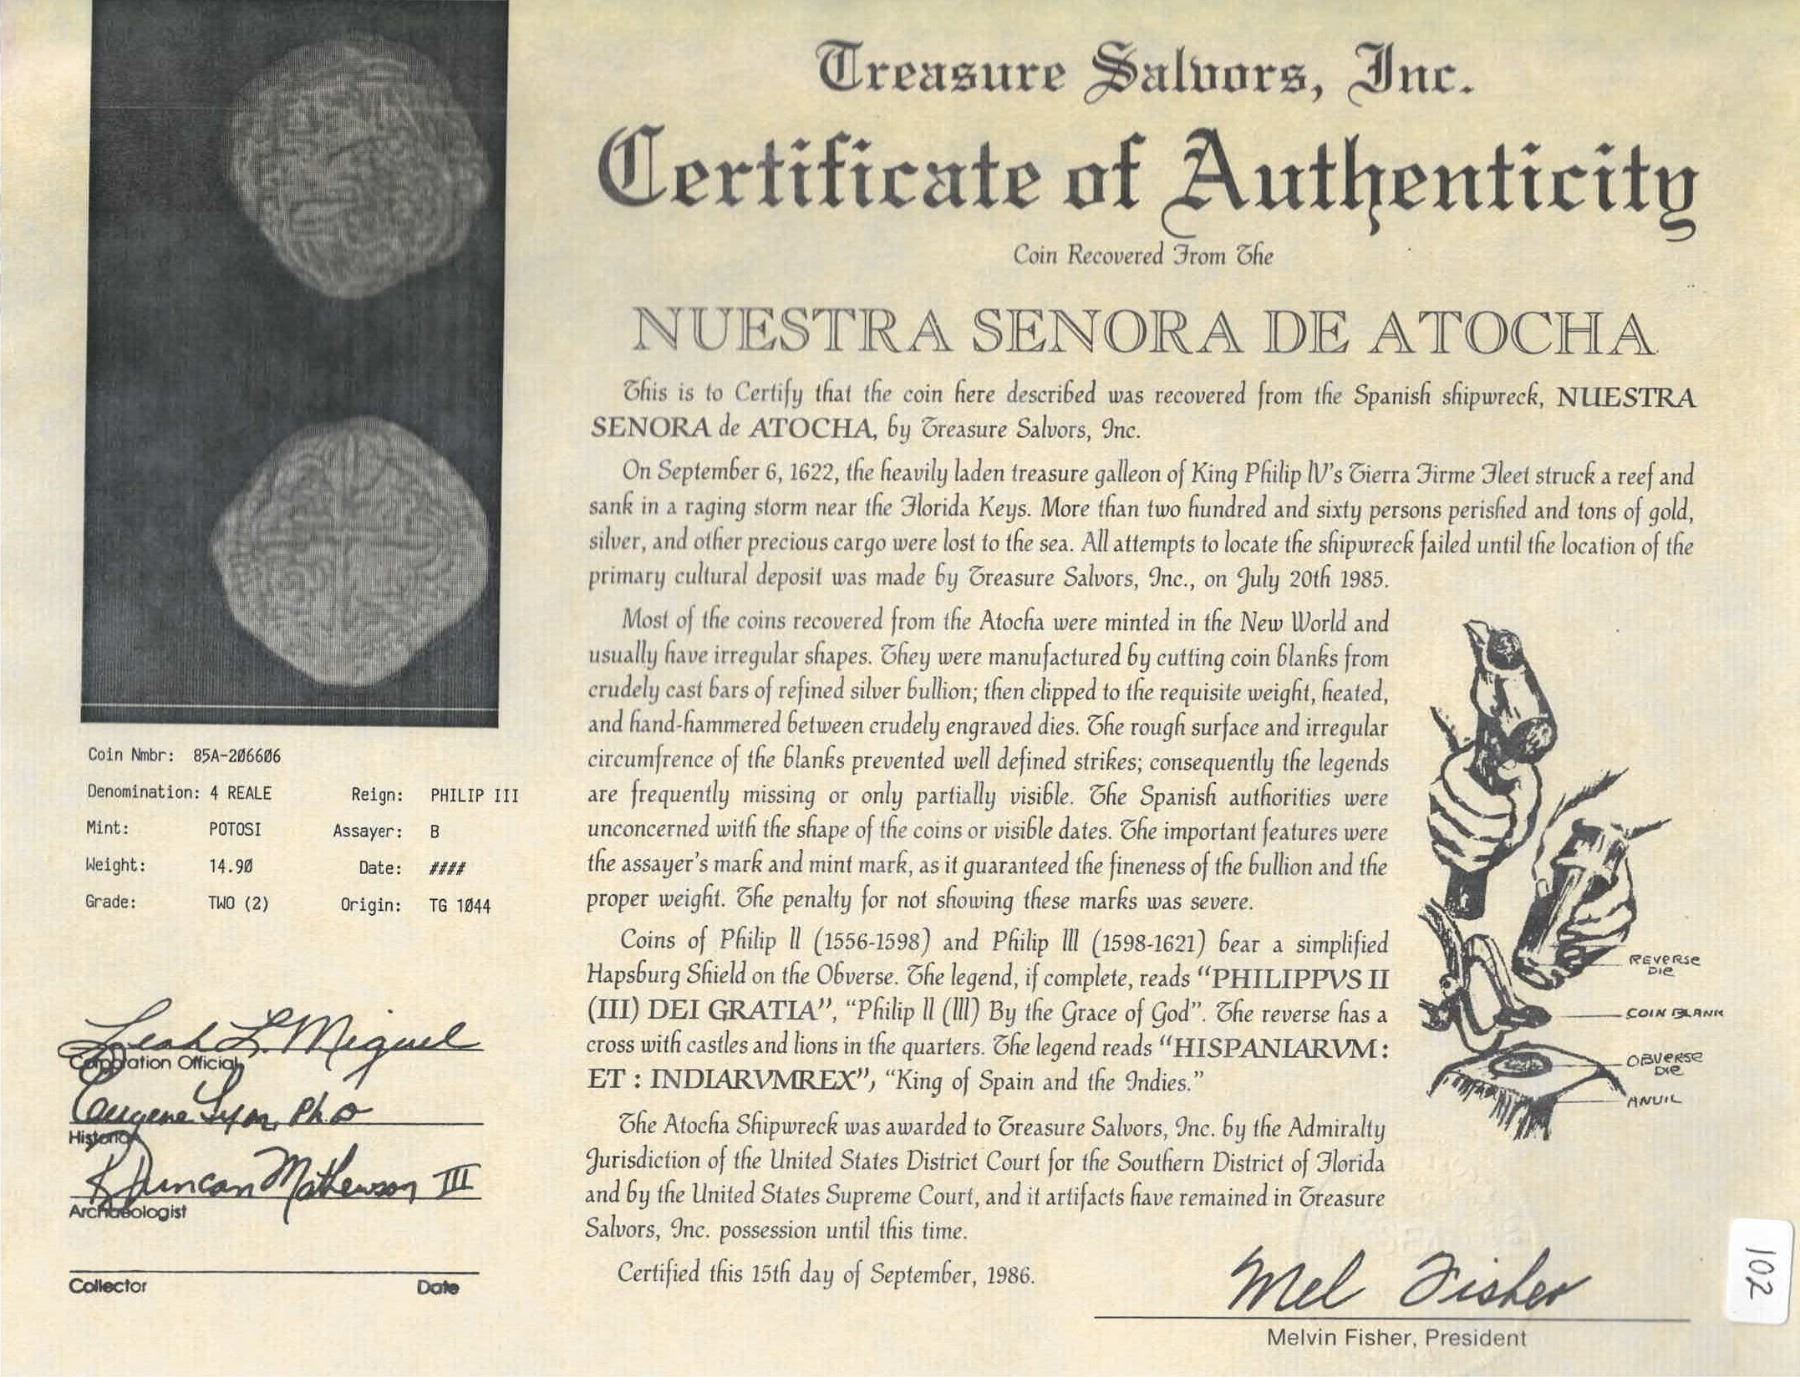 Treasure Salvors, Inc.
Certificate of Authenticity
Coin Recovered From The
NUESTRA SENORA DE ATOCHA
This is to Certify that the coin here described was recovered from the Spanish shipwreck, NUESTRA
SENORA de ATOCHA, by Treasure Salvors, Inc.
On September 6, 1622, the heavily laden treasure galleon of King Philip IV's Tierra Firme Fleet struck a reef and
sank in a raging storm near the Florida Keys. More than two hundred and sixty persons perished and tons of gold,
silver, and other precious cargo were lost to the sea. All attempts to locate the shipwreck failed until the location of the
primary cultural deposit was made by Treasure Salvors, Inc., on July 20th 1985.
Most of the coins recovered from the Atocha were minted in the New World and
usually have irregular shapes. They were manufactured by cutting coin blanks from
crudely cast bars of refined silver bullion; then clipped to the requisite weight, heated,
and hand-hammered between crudely engraved dies. The rough surface and irregular
circumfrence of the blanks prevented well defined strikes; consequently the legends
are frequently missing or only partially visible. The Spanish authorities were
unconcerned with the shape of the coins or visible dates. The important features were
the assayer's mark and mint mark, as it guaranteed the fineness of the bullion and the
proper weight. The penalty for not showing these marks was severe.
Coins of Philip II (1556-1598) and Philip III (1598-1621) bear a simplified
Hapsburg Shield on the Obverse. The legend, if complete, reads “PHILIPPVS II
(III) DEI GRATIA”, “Philip II (III) By the Grace of God”. The reverse has a
cross with castles and lions in the quarters. The legend reads “HISPANIARVM :
ET : INDIARVMREX”, “King of Spain and the Indies.”
The Atocha Shipwreck was awarded to Treasure Salvors, Inc. by the Admiralty
Jurisdiction of the United States District Court for the Southern District of Florida
and by the United States Supreme Court, and it artifacts have remained in Treasure
Salvors, Inc. possession until this time.
Certified this 15th day of September, 1986.
Mel Fisher
Melvin Fisher, President
REVERSE
DIE
COIN BLANK
OBVERSE
DIE
ANVIL
Coin Nmbr: 85A-206606
Denomination: 4 REALE Reign: PHILIP III
Mint: POTOSI Assayer: B
Weight: 14.90 Date: ####
Grade: TWO (2) Origin: TG 1044
Leah L. Miguel
Corporation Official
Eugene Lyon, PhD
Historian
R Duncan Mathewson III
Archaeologist
Collector Date
102